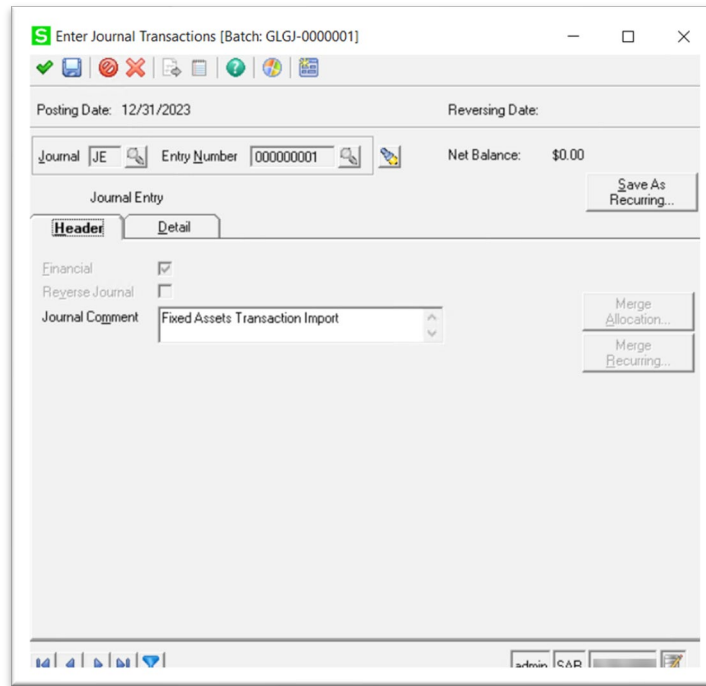 S Enter Journal Transactions [Batch: GLGJ-0000001]
Posting Date: 12/31/2023 Reversing Date:
Journal JE Entry Number 000000001 Net Balance: $0.00
Save As
Recurring...
Journal Entry
Header Detail
Financial
Reverse Journal
Journal Comment Fixed Assets Transaction Import
Merge
Allocation...
Merge
Recurring...
admin SAB